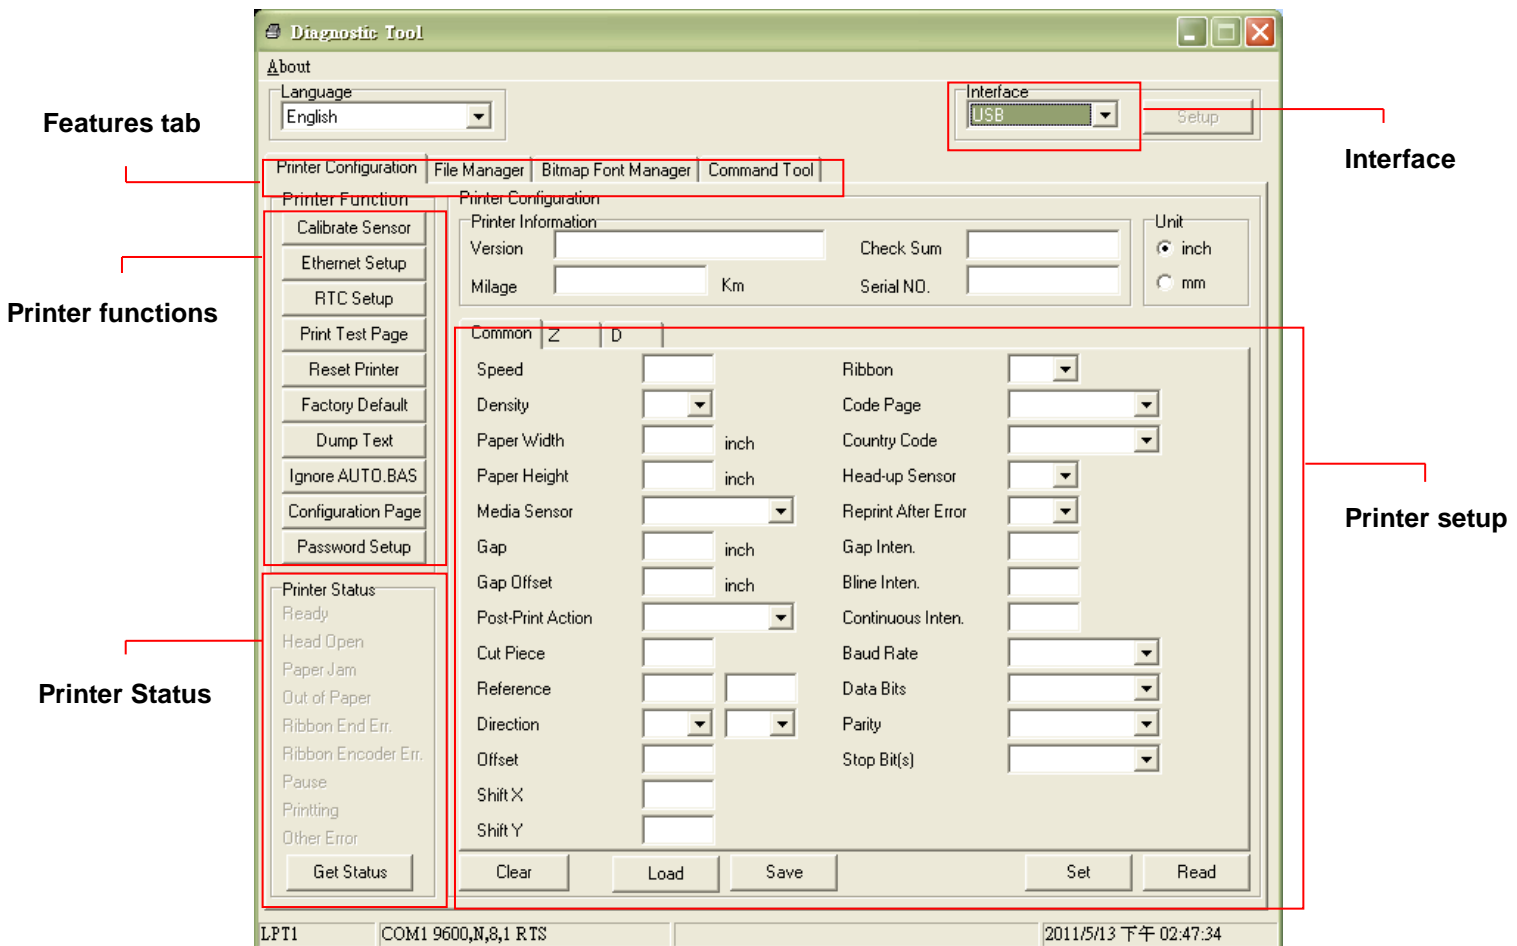 Diagnostic Tool
About
Language
English
Interface
USB
Setup
Features tab
Interface
Printer Configuration
File Manager
Bitmap Font Manager
Command Tool
Printer Function
Calibrate Sensor
Ethernet Setup
RTC Setup
Print Test Page
Reset Printer
Factory Default
Dump Text
Ignore AUTO.BAS
Configuration Page
Password Setup
Printer functions
Printer Configuration
Printer Information
Version
Check Sum
Milage
Km
Serial NO.
Unit
inch
mm
Common
Z
D
Speed
Density
Paper Width
inch
Paper Height
inch
Media Sensor
Gap
inch
Gap Offset
inch
Post-Print Action
Cut Piece
Reference
Direction
Offset
Shift X
Shift Y
Ribbon
Code Page
Country Code
Head-up Sensor
Reprint After Error
Gap Inten.
Bline Inten.
Continuous Inten.
Baud Rate
Data Bits
Parity
Stop Bit(s)
Printer setup
Printer Status
Ready
Head Open
Paper Jam
Out of Paper
Ribbon End Err.
Ribbon Encoder Err.
Pause
Printting
Other Error
Get Status
Printer Status
Clear
Load
Save
Set
Read
LPT1
COM1 9600,N,8,1 RTS
2011/5/13 下午 02:47:34